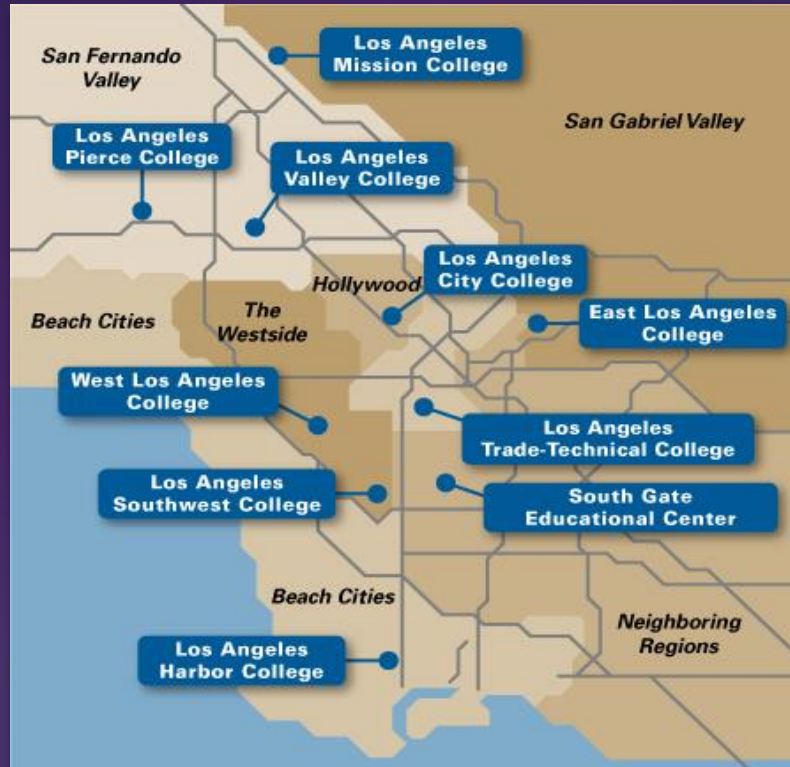 Los Angeles
Mission College
San Fernando
Valley
San Gabriel Valley
Los Angeles
Pierce College
Los Angeles
Valley College
Los Angeles
City College
Hollywood
The
Westside
Beach Cities
East Los Angeles
College
West Los Angeles
College
Los Angeles
Trade-Technical College
Los Angeles
Southwest College
South Gate
Educational Center
Beach Cities
Neighboring
Regions
Los Angeles
Harbor College